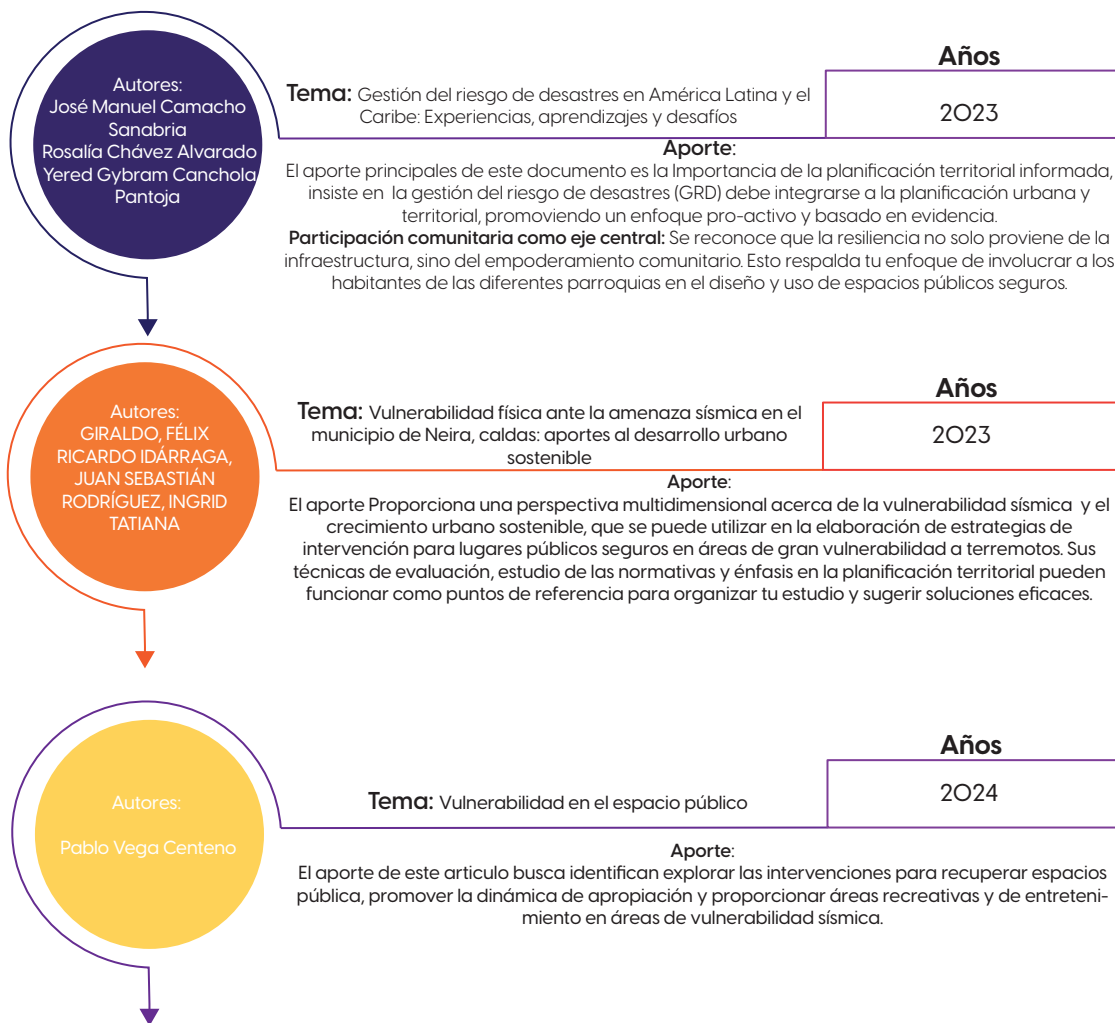 Autores:
José Manuel Camacho
Sanabria
Rosalía Chávez Alvarado
Yered Gybram Canchola
Pantoja
Años
2023
Tema: Gestión del riesgo de desastres en América Latina y el
Caribe: Experiencias, aprendizajes y desafíos
Aporte:
El aporte principales de este documento es la Importancia de la planificación territorial informada,
insiste en la gestión del riesgo de desastres (GRD) debe integrarse a la planificación urbana y
territorial, promoviendo un enfoque pro-activo y basado en evidencia.
Participación comunitaria como eje central: Se reconoce que la resiliencia no solo proviene de la
infraestructura, sino del empoderamiento comunitario. Esto respalda tu enfoque de involucrar a los
habitantes de las diferentes parroquias en el diseño y uso de espacios públicos seguros.
Autores:
GIRALDO, FÉLIX
RICARDO IDÁRRAGA,
JUAN SEBASTIÁN
RODRÍGUEZ, INGRID
TATIANA
Años
2023
Tema: Vulnerabilidad física ante la amenaza sísmica en el
municipio de Neira, caldas: aportes al desarrollo urbano
sostenible
Aporte:
El aporte Proporciona una perspectiva multidimensional acerca de la vulnerabilidad sísmica y el
crecimiento urbano sostenible, que se puede utilizar en la elaboración de estrategias de
intervención para lugares públicos seguros en áreas de gran vulnerabilidad a terremotos. Sus
técnicas de evaluación, estudio de las normativas y énfasis en la planificación territorial pueden
funcionar como puntos de referencia para organizar tu estudio y sugerir soluciones eficaces.
Autores:
Pablo Vega Centeno
Años
2024
Tema: Vulnerabilidad en el espacio público
Aporte:
El aporte de este articulo busca identifican explorar las intervenciones para recuperar espacios
pública, promover la dinámica de apropiación y proporcionar áreas recreativas y de entreteni-
miento en áreas de vulnerabilidad sísmica.